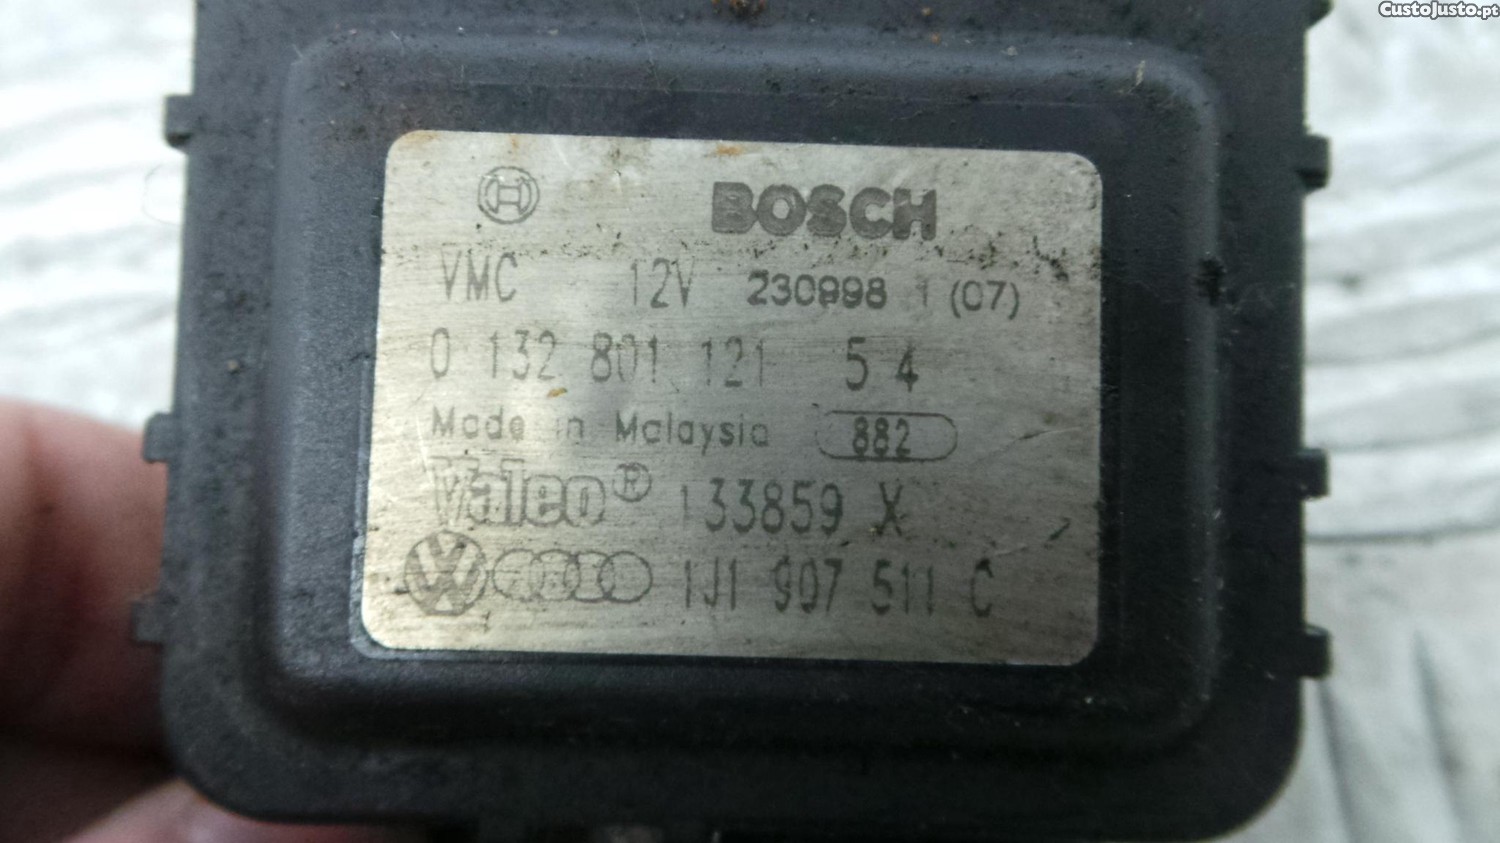 CustoJusto.pt
BOSCH
VMC 12V 230998 1 (07)
0 132 801 121 5 4
Made in Malaysia 882
Valeo® 133859 X
1J1 907 511 C